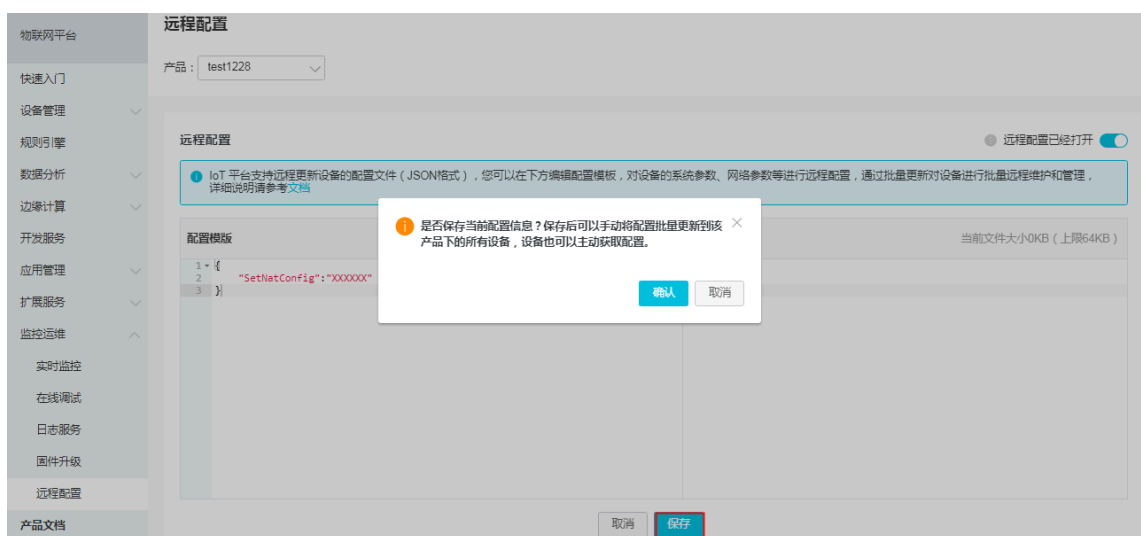 物联网平台
快速入门
设备管理
规则引擎
数据分析
边缘计算
开发服务
应用管理
扩展服务
监控运维
实时监控
在线调试
日志服务
固件升级
远程配置
产品文档
远程配置
产品： test1228
远程配置
远程配置已经打开
IoT 平台支持远程更新设备的配置文件（JSON格式），您可以在下方编辑配置模板，对设备的系统参数、网络参数等进行远程配置，通过批量更新对设备进行批量远程维护和管理，
详细说明请参考文档
配置模版
当前文件大小0KB（上限64KB）
1 {
2 "SetNatConfig":"XXXXXX"
3 }
是否保存当前配置信息？保存后可以手动将配置批量更新到该
产品下的所有设备，设备也可以主动获取配置。
确认 取消
取消 保存